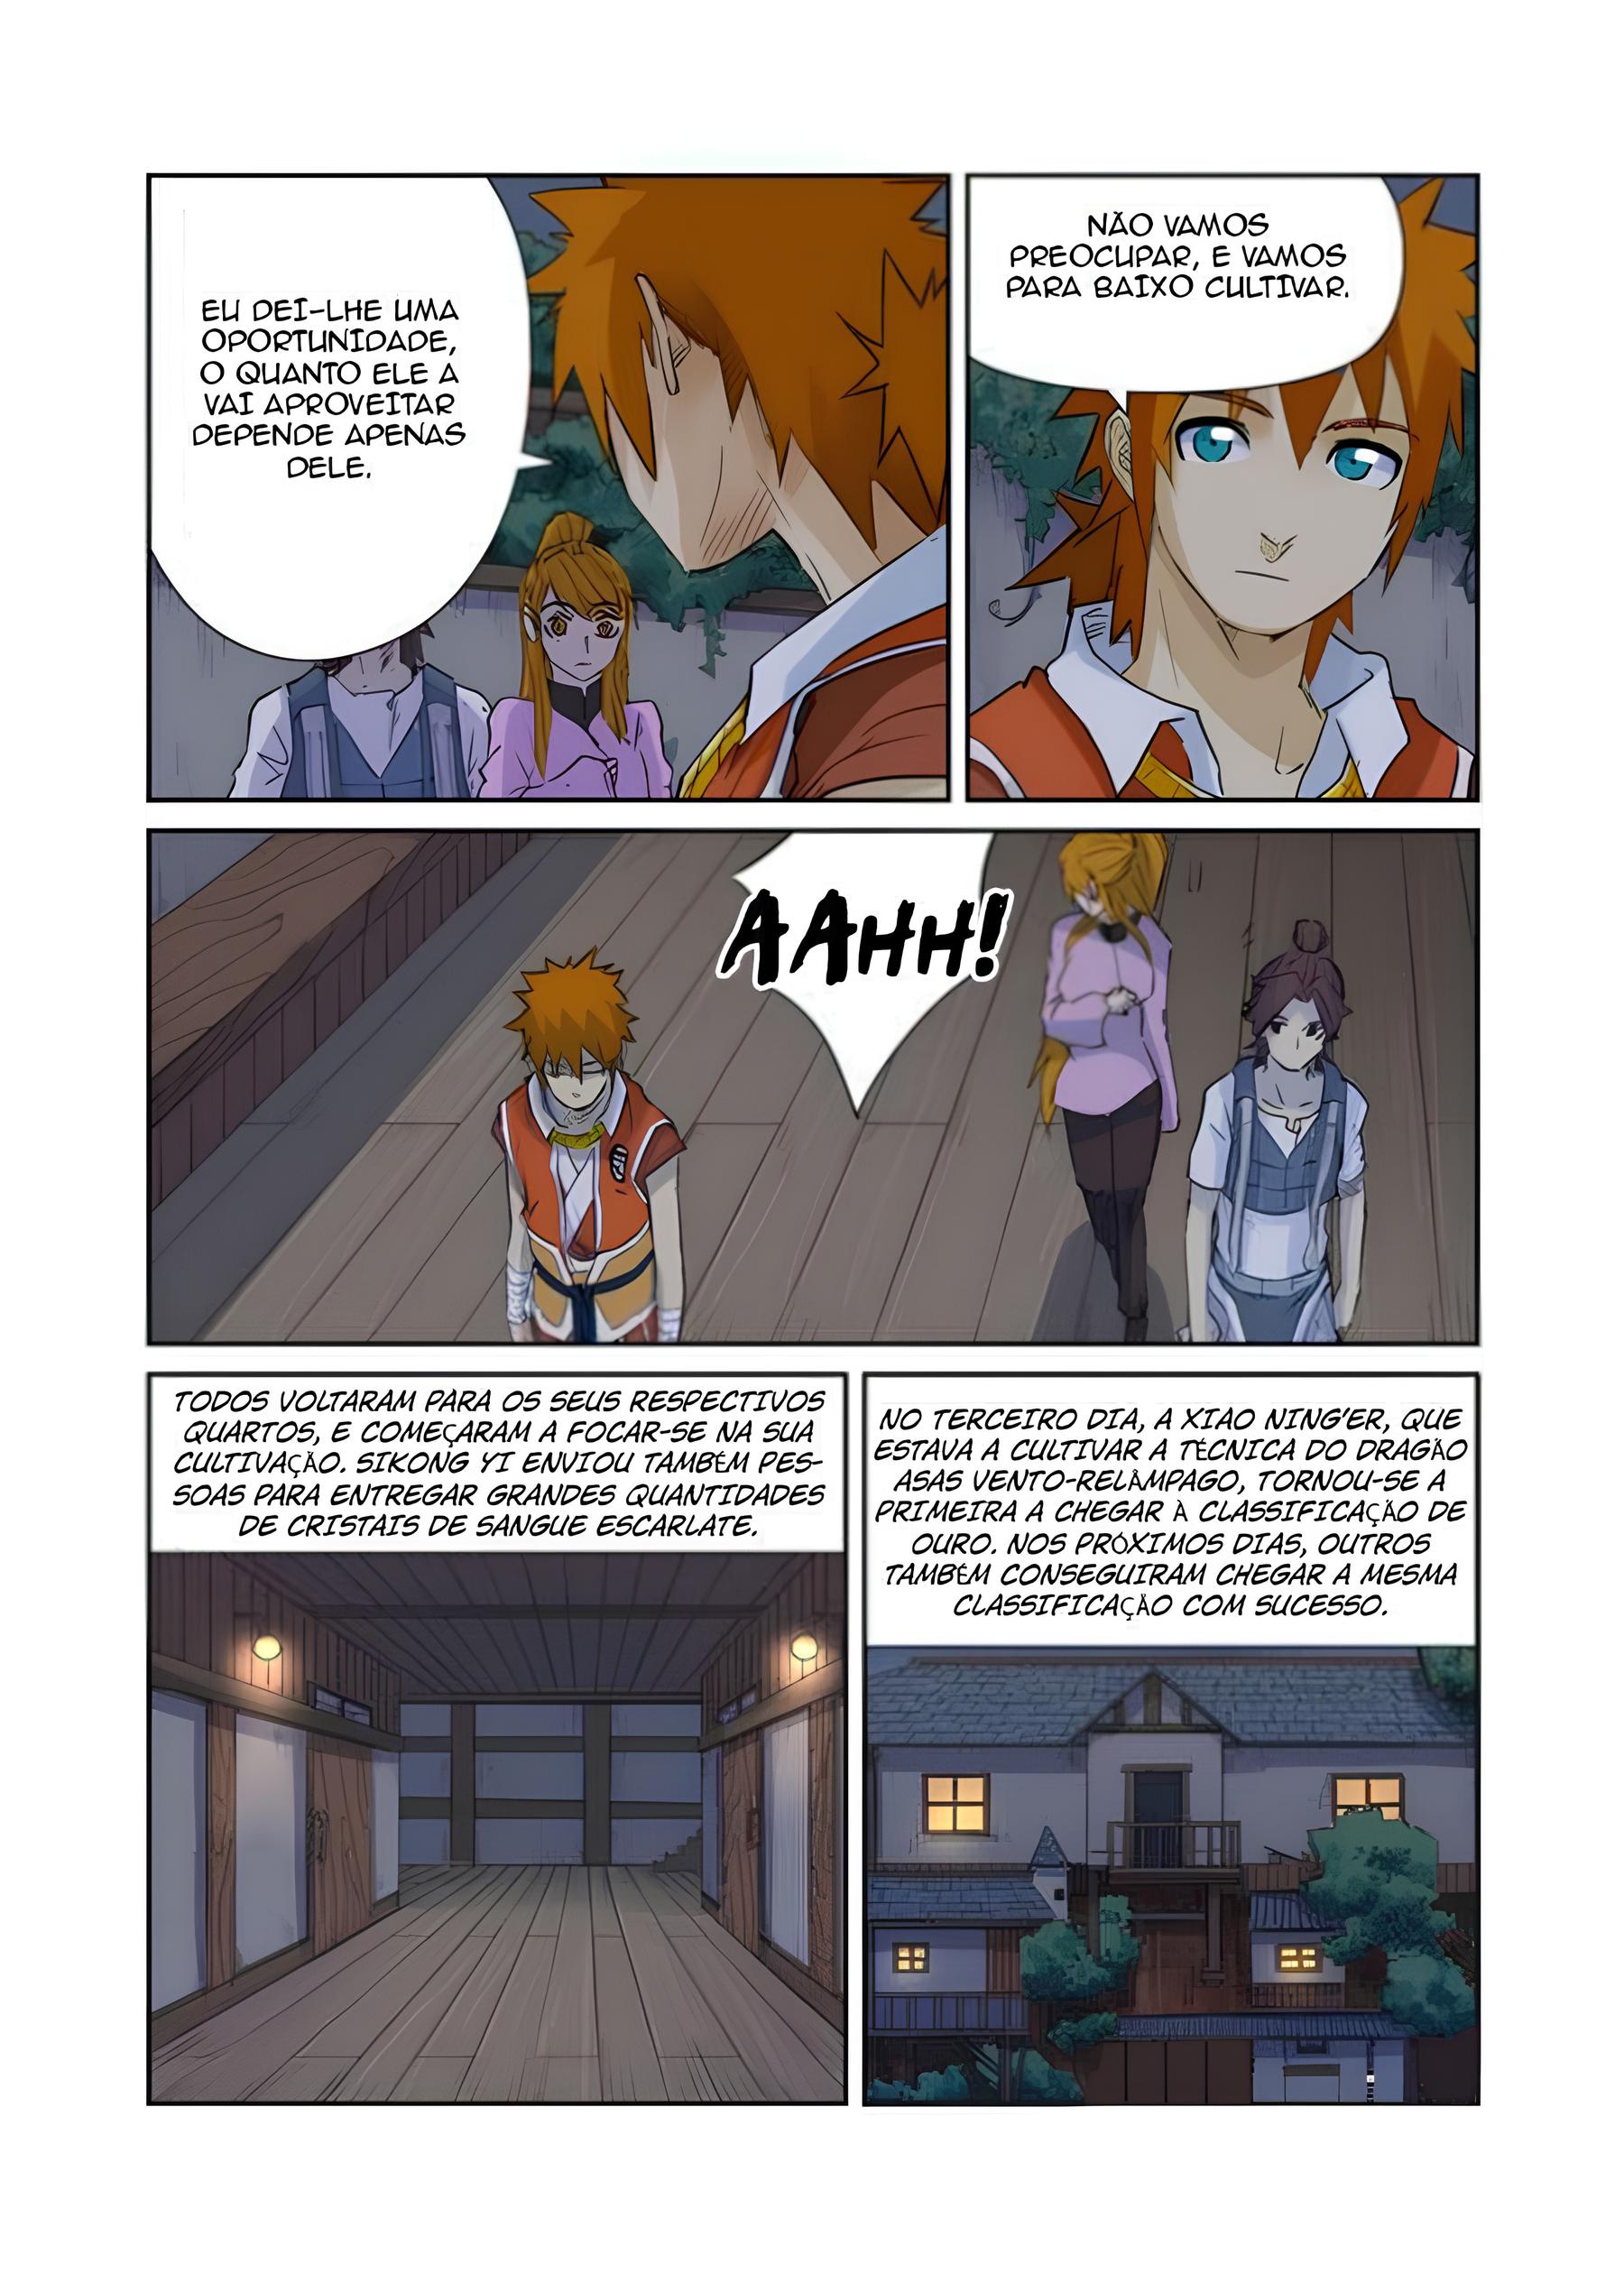 EU DEI-LHE UMA
OPORTUNIDADE,
O QUANTO ELE A
VAI APROVEITAR
DEPENDE APENAS
DELE.
NÃO VAMOS
PREOCUPAR, E VAMOS
PARA BAIXO CULTIVAR.
AAHH!
TODOS VOLTARAM PARA OS SEUS RESPECTIVOS
QUARTOS, E COMEÇARAM A FOCAR-SE NA SUA
CULTIVAÇÃO. SIKONG YI ENVIOU TAMBÉM PES-
SOAS PARA ENTREGAR GRANDES QUANTIDADES
DE CRISTAIS DE SANGUE ESCARLATE.
NO TERCEIRO DIA, A XIAO NING'ER, QUE
ESTAVA A CULTIVAR A TÉCNICA DO DRAGÃO
ASAS VENTO-RELÂMPAGO, TORNOU-SE A
PRIMEIRA A CHEGAR À CLASSIFICAÇÃO DE
OURO. NOS PRÓXIMOS DIAS, OUTROS
TAMBÉM CONSEGUIRAM CHEGAR A MESMA
CLASSIFICAÇÃO COM SUCESSO.